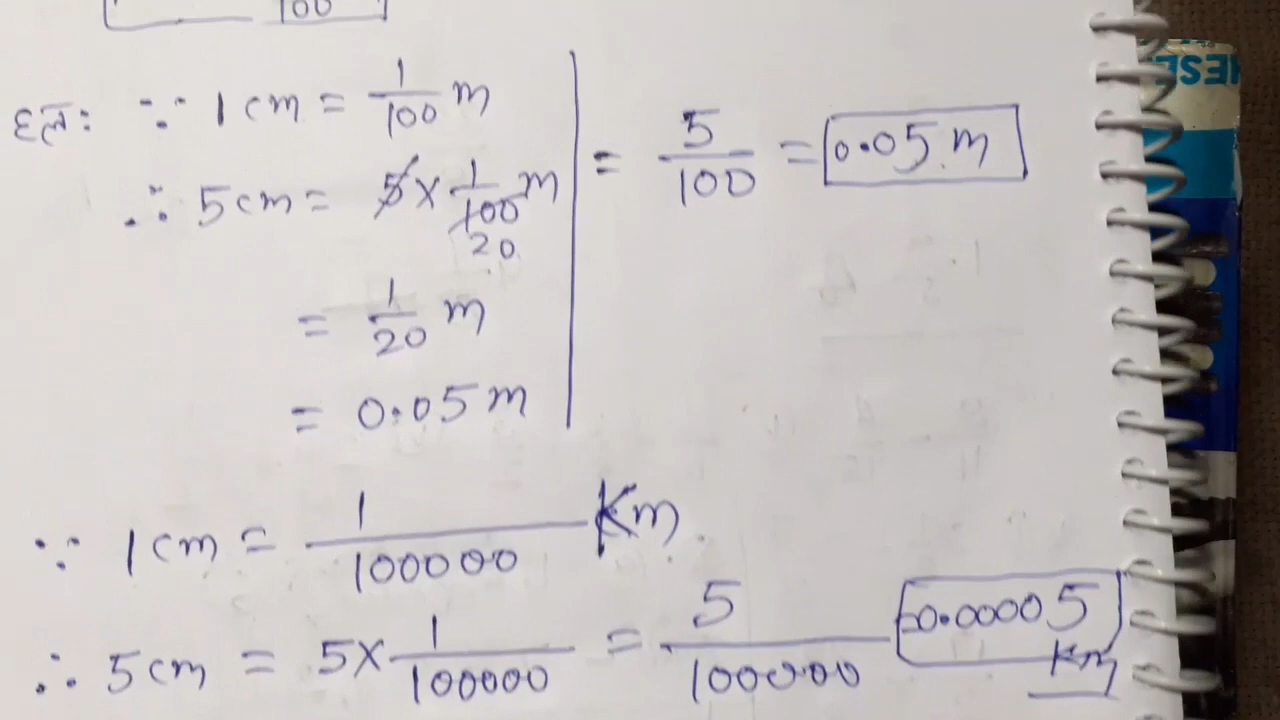 100
हल: ∵ 1 cm = 1/100 m
∴ 5 cm = 5 × 1/100 m
20
= 1/20 m
= 0.05 m
= 5/100 = 0.05 m
∵ 1 cm = 1/100000 Km
∴ 5 cm = 5 × 1/100000 = 5/100000 = 0.00005 Km